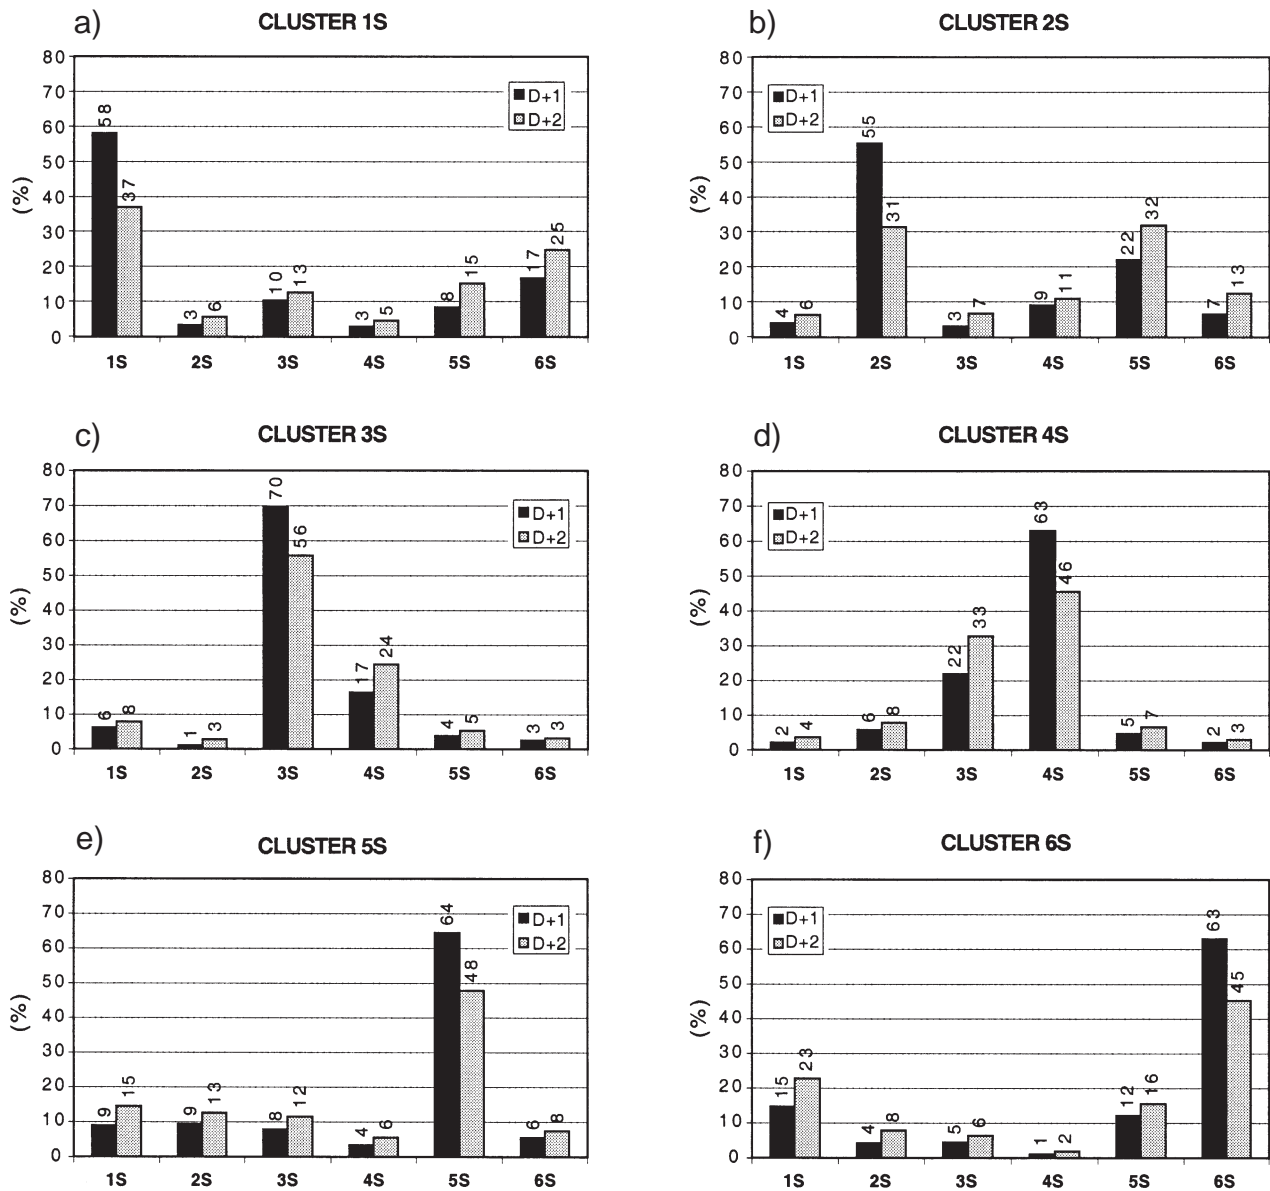 a) CLUSTER 1S
80
70
60
50
40
30
20
10
0
(%)
D+1
D+2
58 37 3 6 10 13 3 5 8 15 17 25
1S 2S 3S 4S 5S 6S
b) CLUSTER 2S
80
70
60
50
40
30
20
10
0
(%)
D+1
D+2
4 6 55 31 3 7 9 11 22 32 7 13
1S 2S 3S 4S 5S 6S
c) CLUSTER 3S
80
70
60
50
40
30
20
10
0
(%)
D+1
D+2
6 8 1 3 70 56 17 24 4 5 3 3
1S 2S 3S 4S 5S 6S
d) CLUSTER 4S
80
70
60
50
40
30
20
10
0
(%)
D+1
D+2
2 4 6 8 22 33 63 46 5 7 2 3
1S 2S 3S 4S 5S 6S
e) CLUSTER 5S
80
70
60
50
40
30
20
10
0
(%)
D+1
D+2
9 15 9 13 8 12 4 6 64 48 6 8
1S 2S 3S 4S 5S 6S
f) CLUSTER 6S
80
70
60
50
40
30
20
10
0
(%)
D+1
D+2
15 23 4 8 5 6 1 2 12 16 63 45
1S 2S 3S 4S 5S 6S